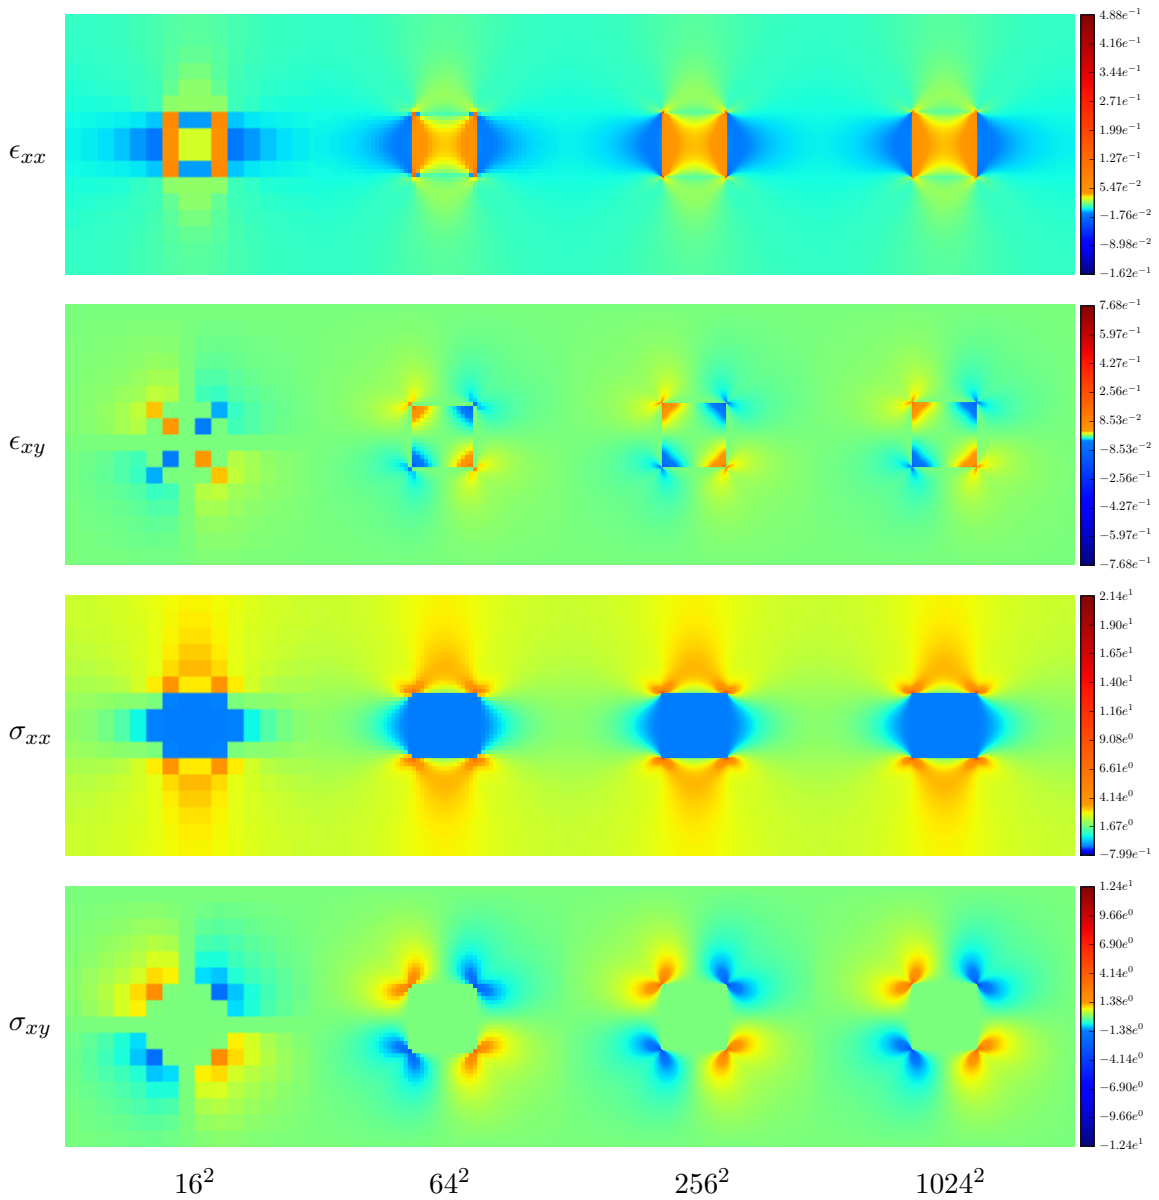 4.88e⁻¹
4.16e⁻¹
3.44e⁻¹
2.71e⁻¹
1.99e⁻¹
1.27e⁻¹
5.47e⁻²
−1.76e⁻²
−8.98e⁻²
−1.62e⁻¹
ϵxx
7.68e⁻¹
5.97e⁻¹
4.27e⁻¹
2.56e⁻¹
8.53e⁻²
−8.53e⁻²
−2.56e⁻¹
−4.27e⁻¹
−5.97e⁻¹
−7.68e⁻¹
ϵxy
2.14e¹
1.90e¹
1.65e¹
1.40e¹
1.16e¹
9.08e⁰
6.61e⁰
4.14e⁰
1.67e⁰
−7.99e⁻¹
σxx
1.24e¹
9.66e⁰
6.90e⁰
4.14e⁰
1.38e⁰
−1.38e⁰
−4.14e⁰
−6.90e⁰
−9.66e⁰
−1.24e¹
σxy
16² 64² 256² 1024²